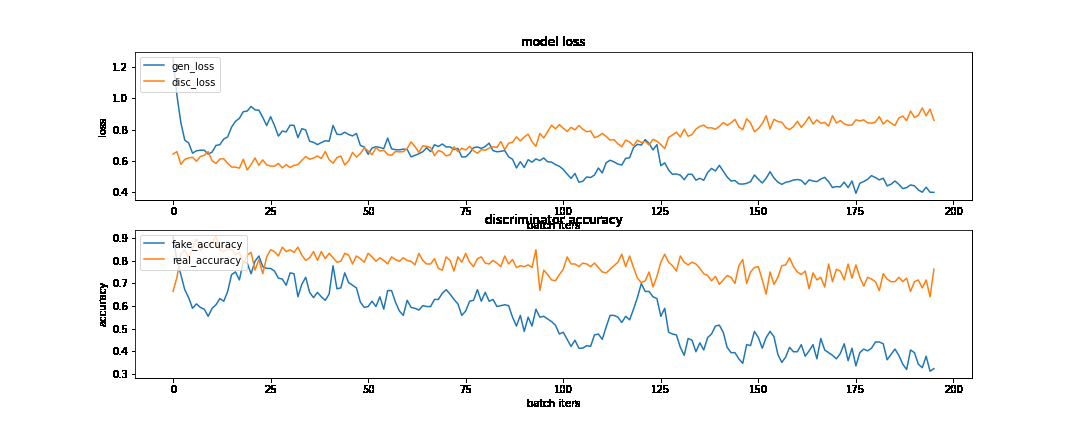 model loss
1.2
1.0
0.8
0.6
0.4
loss
gen_loss
disc_loss
0 25 50 75 100 125 150 175 200
batch iters
discriminator accuracy
0.9
0.8
0.7
0.6
0.5
0.4
0.3
accuracy
fake_accuracy
real_accuracy
0 25 50 75 100 125 150 175 200
batch iters